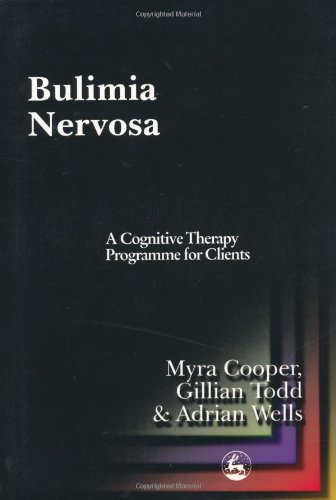 Bulimia
Nervosa
A Cognitive Therapy
Programme for Clients
Myra Cooper,
Gillian Todd
& Adrian Wells